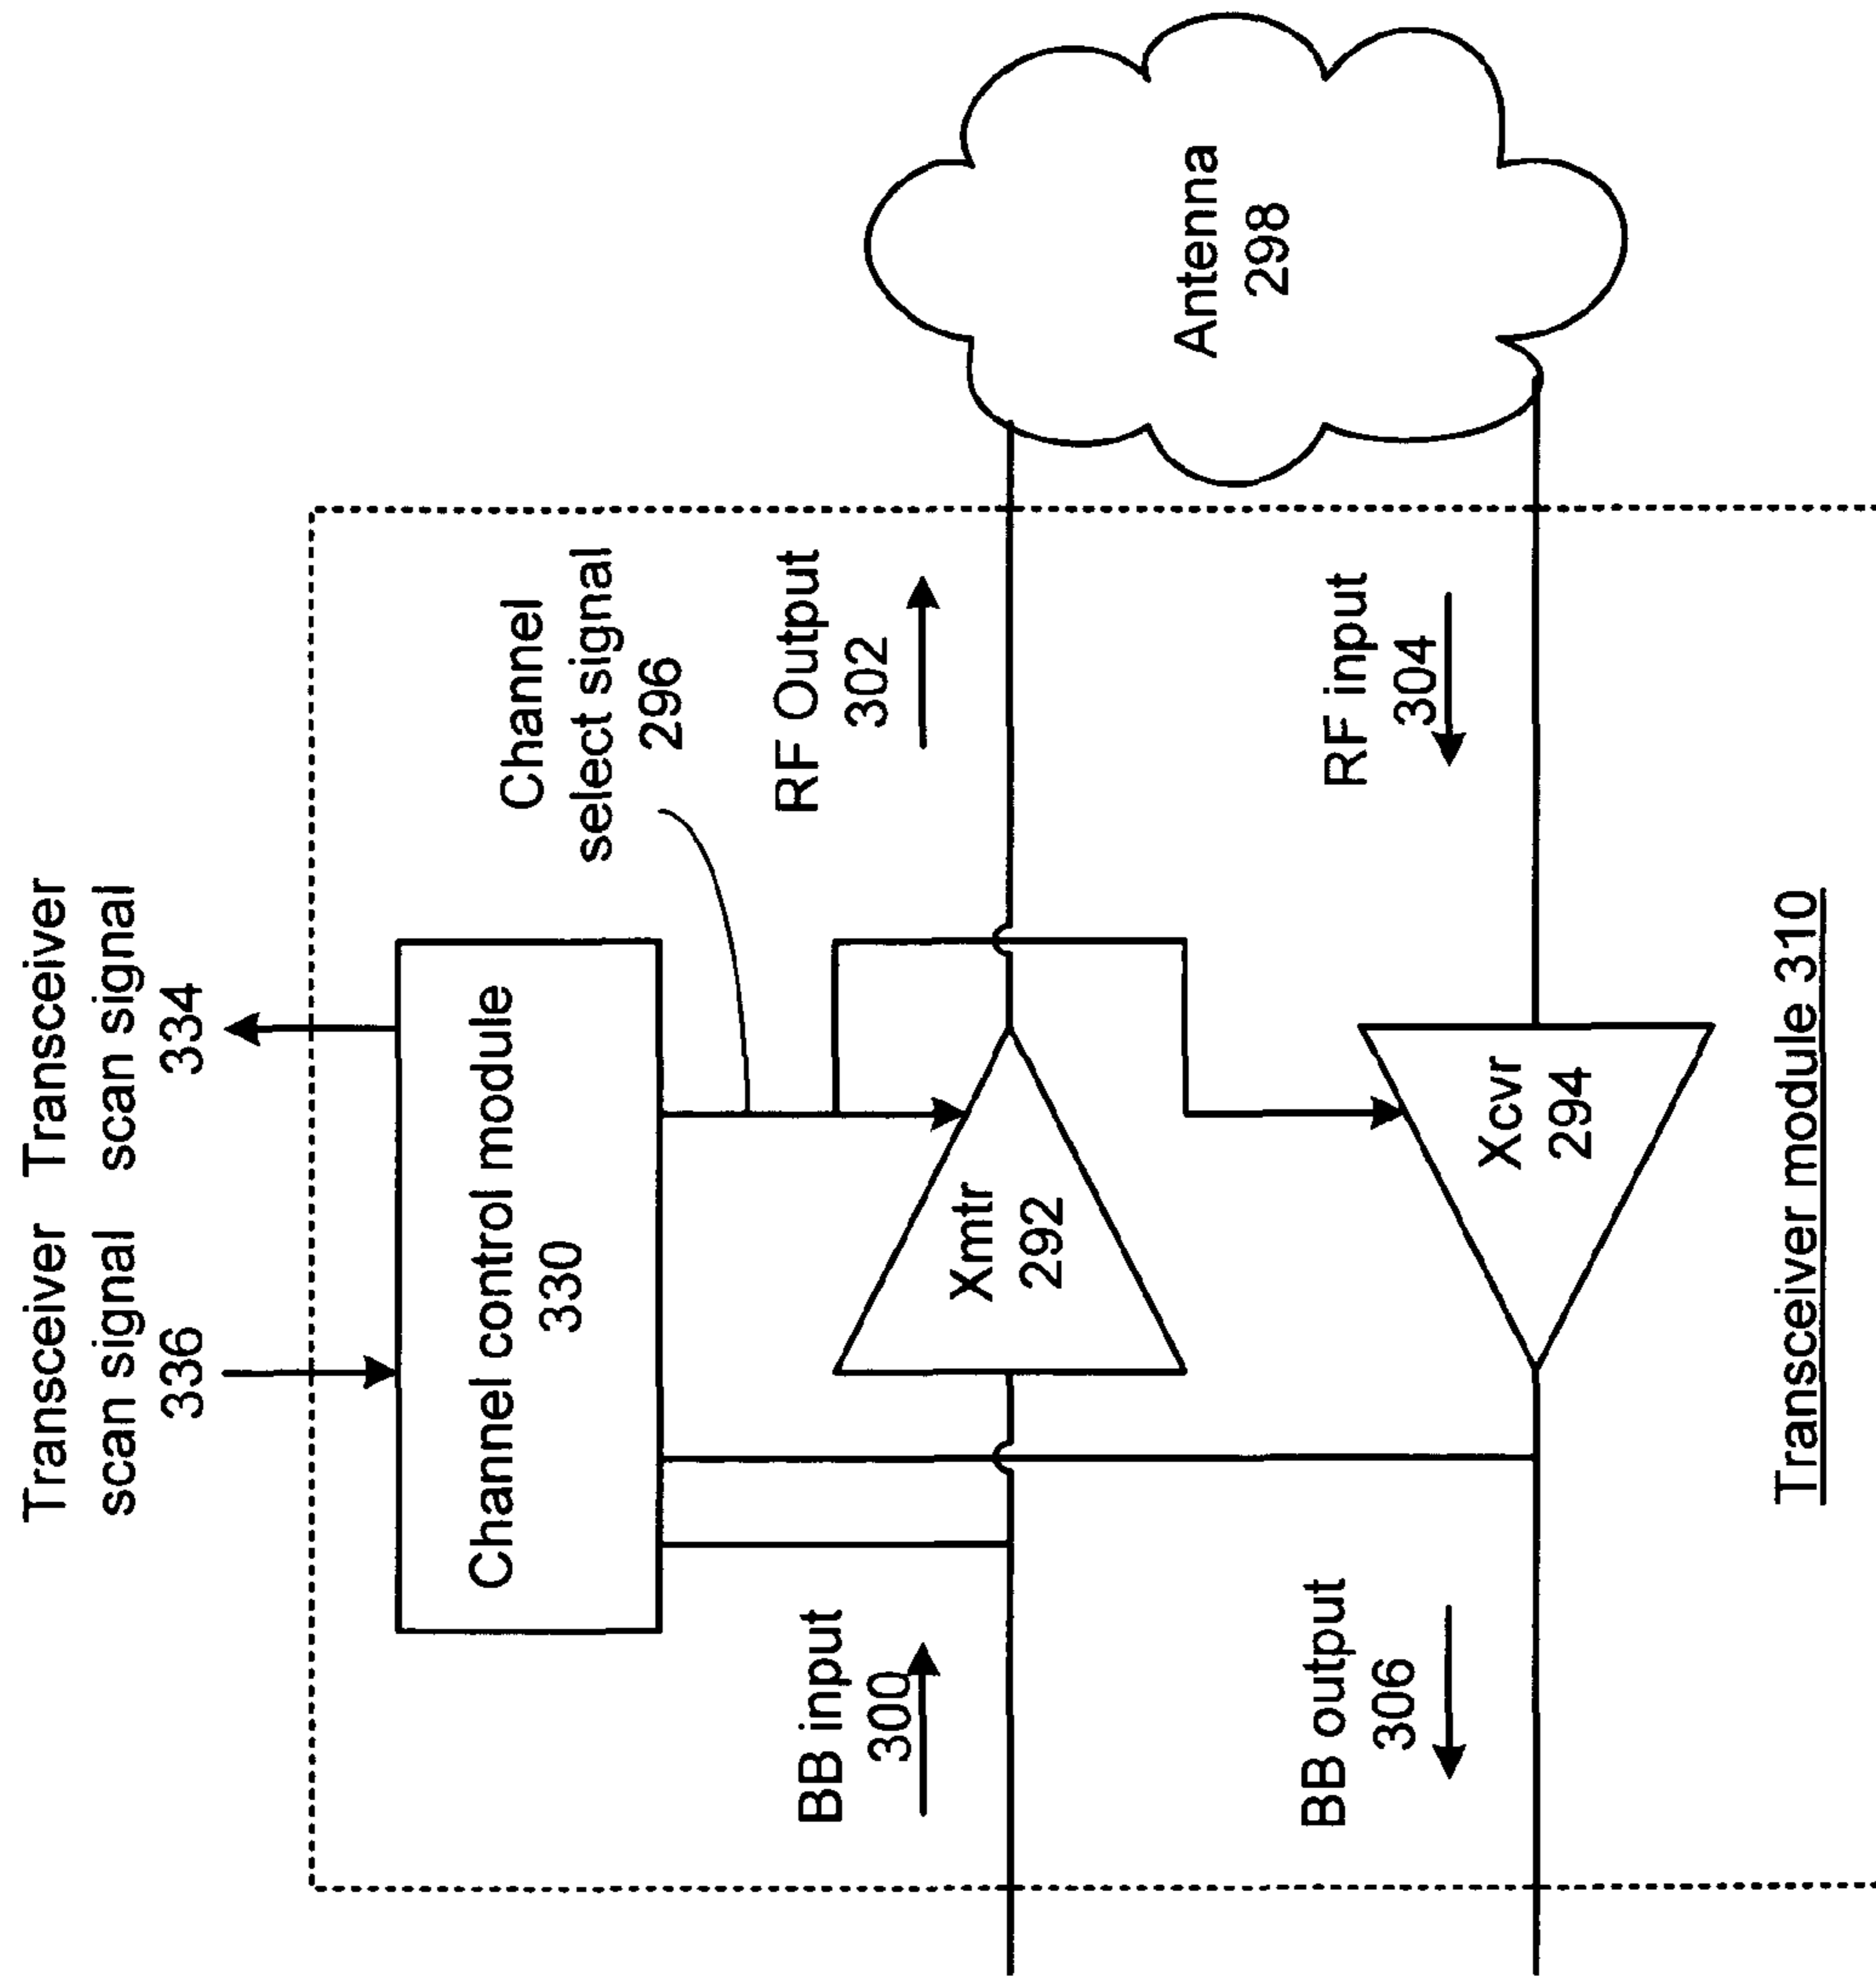 Transceiver
scan signal
336
Transceiver
scan signal
334
Channel control module
330
Channel
select signal
296
BB input
300
Xmtr
292
RF Output
302
Antenna
298
BB output
306
Xcvr
294
RF input
304
Transceiver module 310